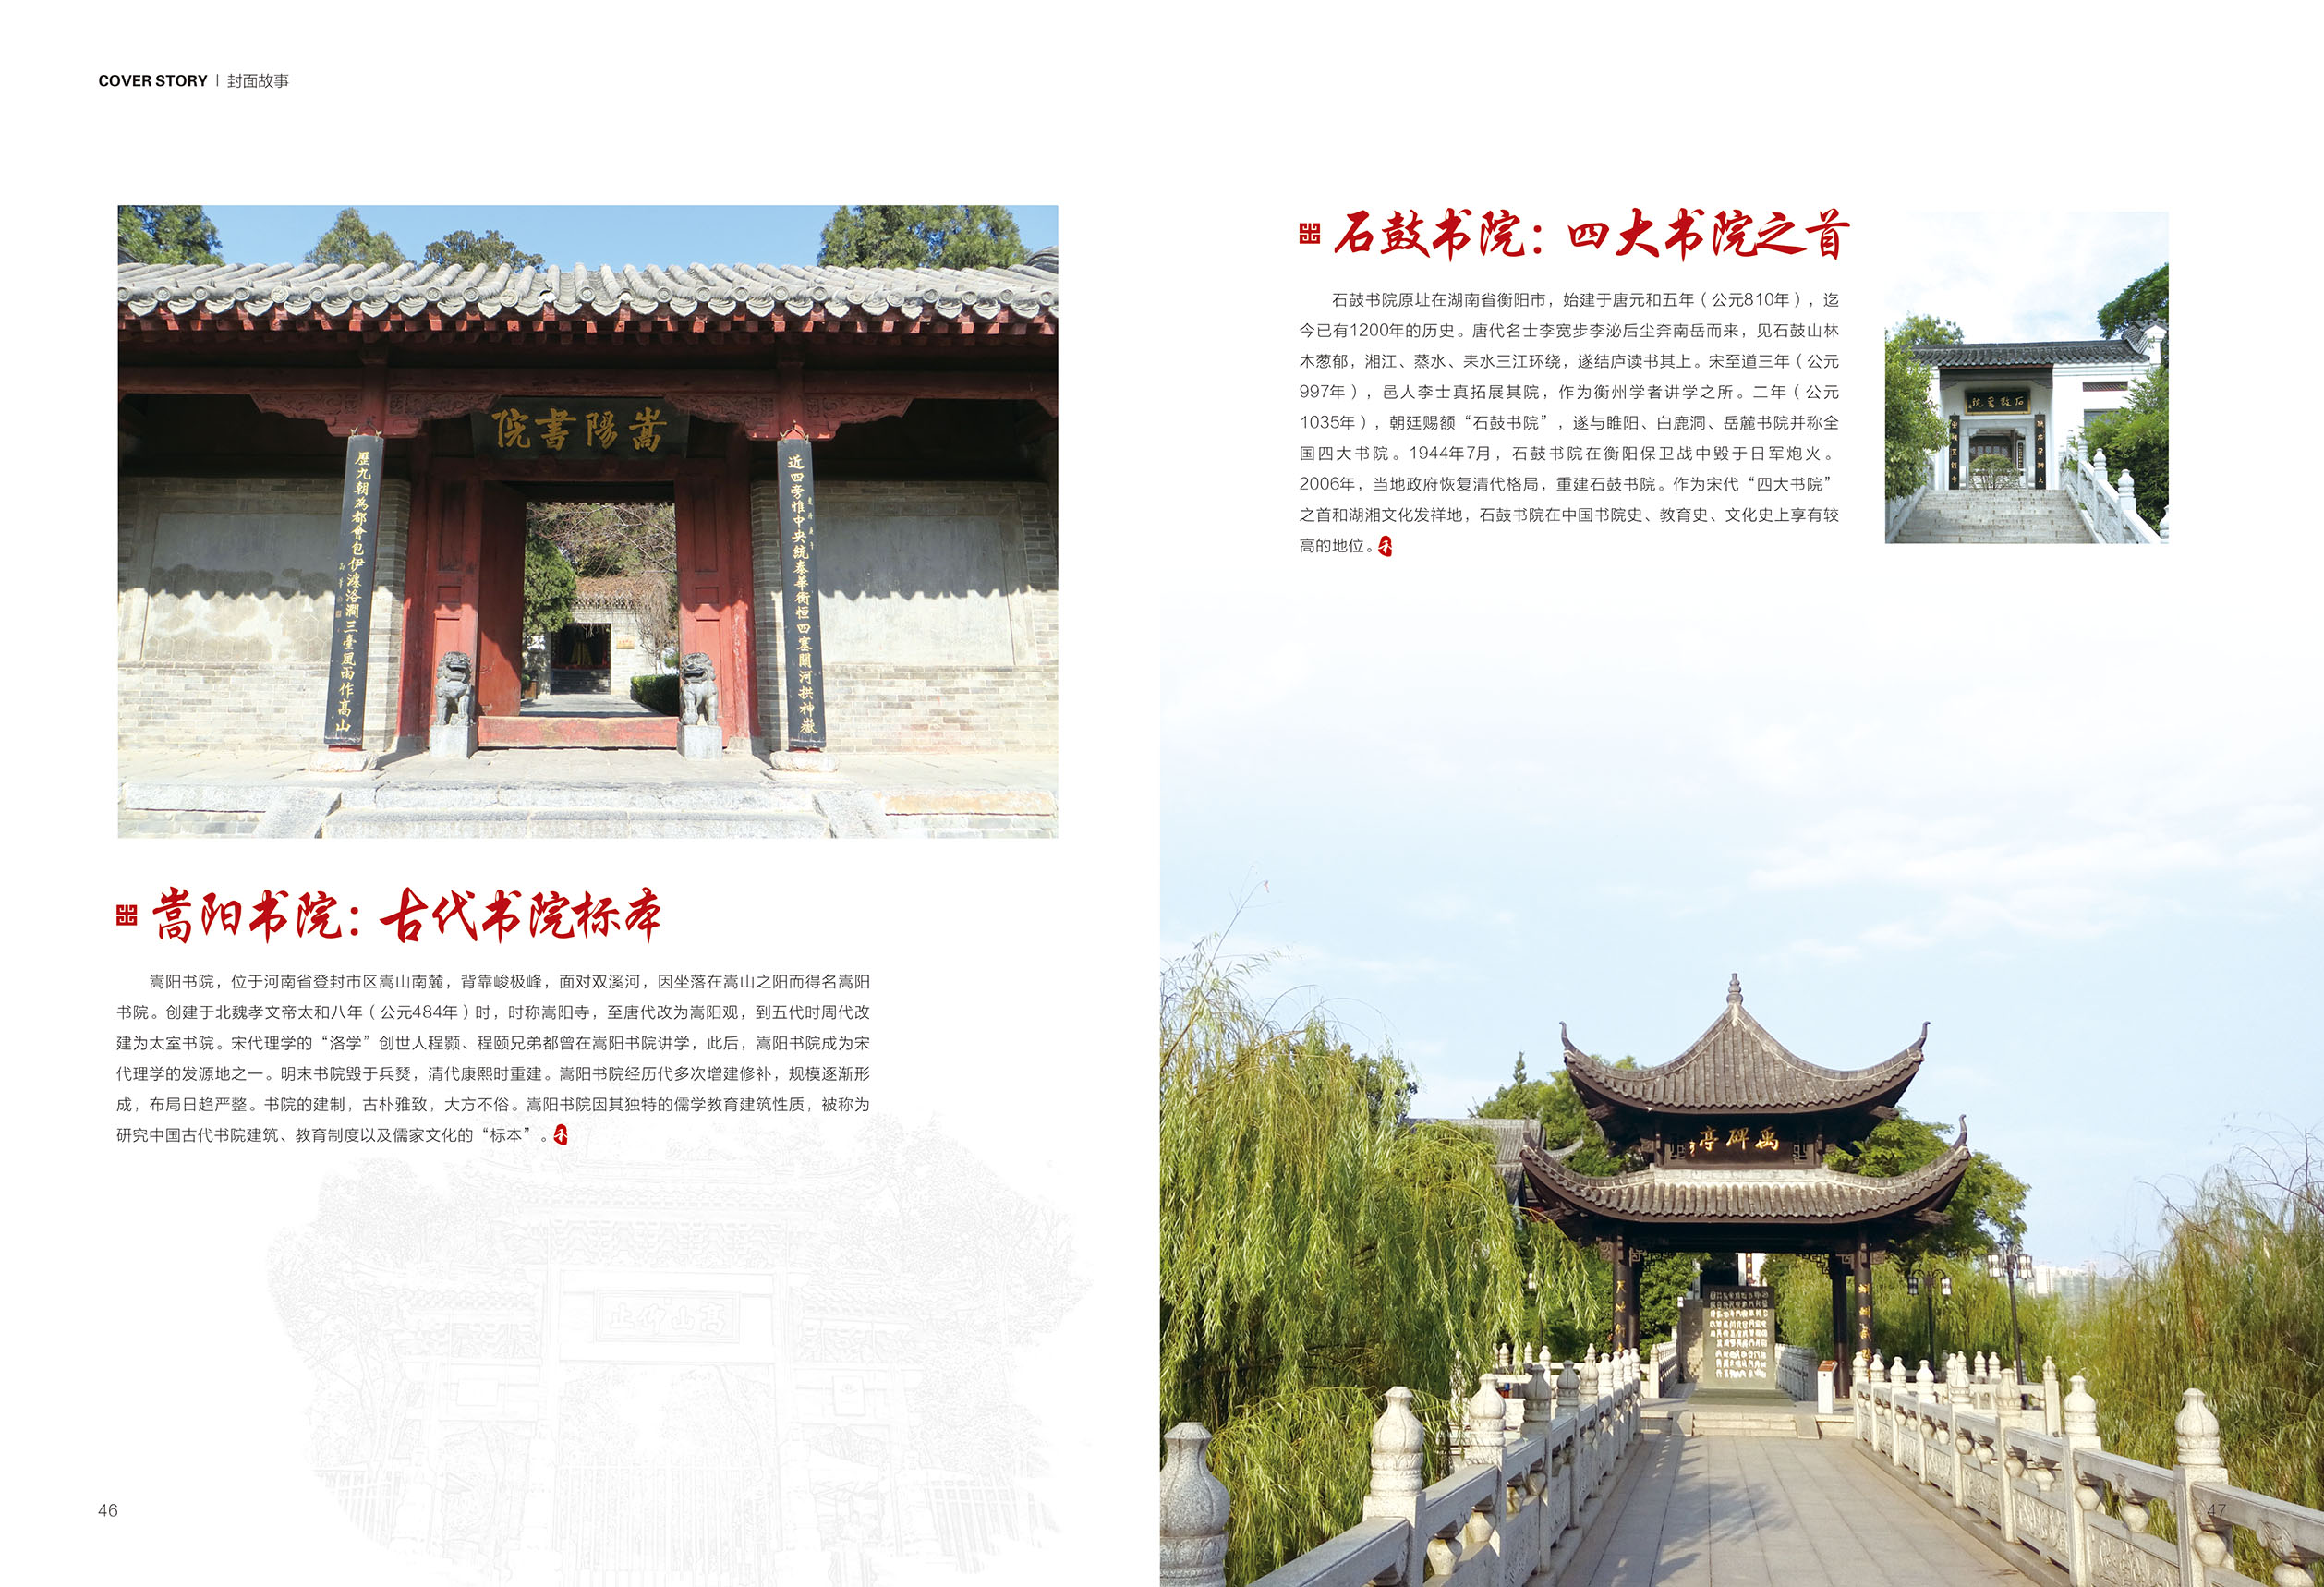 COVER STORY | 封面故事
嵩陽書院
近四旁惟中央統泰華衡恒四塞關河拱神嶽
歷九朝為都會包伊瀍洛澗三臺風雨作高山
嵩阳书院：古代书院标本
嵩阳书院，位于河南省登封市区嵩山南麓，背靠峻极峰，面对双溪河，因坐落在嵩山之阳而得名嵩阳
书院。创建于北魏孝文帝太和八年（公元484年）时，时称嵩阳寺，至唐代改为嵩阳观，到五代时周代改
建为太室书院。宋代理学的“洛学”创世人程颢、程颐兄弟都曾在嵩阳书院讲学，此后，嵩阳书院成为宋
代理学的发源地之一。明末书院毁于兵燹，清代康熙时重建。嵩阳书院经历代多次增建修补，规模逐渐形
成，布局日趋严整。书院的建制，古朴雅致，大方不俗。嵩阳书院因其独特的儒学教育建筑性质，被称为
研究中国古代书院建筑、教育制度以及儒家文化的“标本”。
高山仰止
46
石鼓书院：四大书院之首
石鼓书院原址在湖南省衡阳市，始建于唐元和五年（公元810年），迄
今已有1200年的历史。唐代名士李宽步李泌后尘奔南岳而来，见石鼓山林
木葱郁，湘江、蒸水、耒水三江环绕，遂结庐读书其上。宋至道三年（公元
997年），邑人李士真拓展其院，作为衡州学者讲学之所。二年（公元
1035年），朝廷赐额“石鼓书院”，遂与睢阳、白鹿洞、岳麓书院并称全
国四大书院。1944年7月，石鼓书院在衡阳保卫战中毁于日军炮火。
2006年，当地政府恢复清代格局，重建石鼓书院。作为宋代“四大书院”
之首和湖湘文化发祥地，石鼓书院在中国书院史、教育史、文化史上享有较
高的地位。
石鼓書院
禹碑亭
47